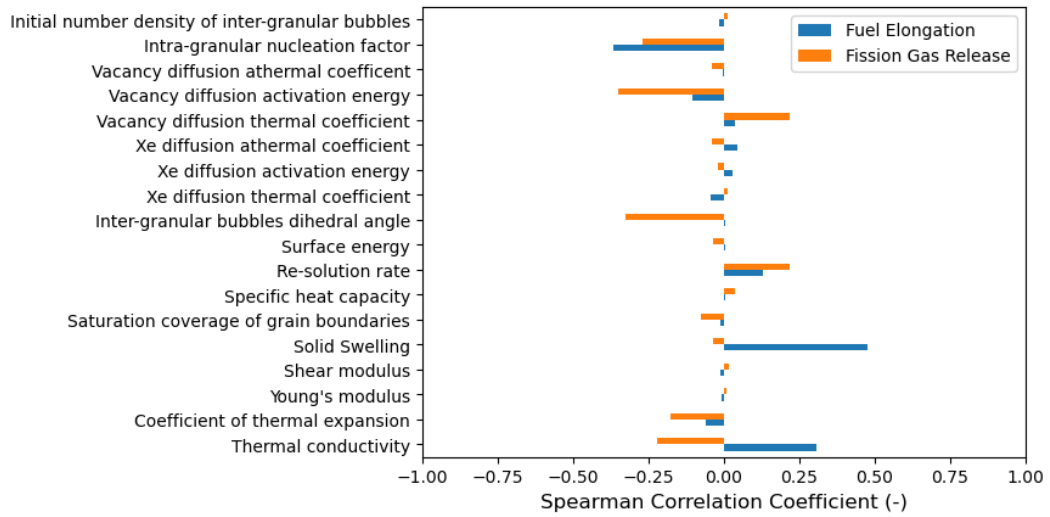 Initial number density of inter-granular bubbles
Intra-granular nucleation factor
Vacancy diffusion athermal coefficent
Vacancy diffusion activation energy
Vacancy diffusion thermal coefficient
Xe diffusion athermal coefficient
Xe diffusion activation energy
Xe diffusion thermal coefficient
Inter-granular bubbles dihedral angle
Surface energy
Re-solution rate
Specific heat capacity
Saturation coverage of grain boundaries
Solid Swelling
Shear modulus
Young's modulus
Coefficient of thermal expansion
Thermal conductivity
Fuel Elongation
Fission Gas Release
−1.00 −0.75 −0.50 −0.25 0.00 0.25 0.50 0.75 1.00
Spearman Correlation Coefficient (-)